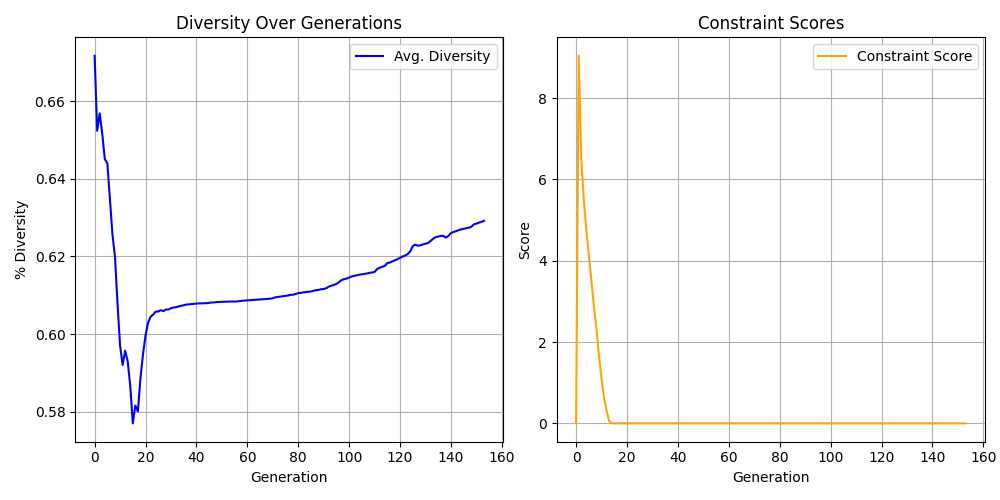 Diversity Over Generations
Avg. Diversity
% Diversity
0.66
0.64
0.62
0.60
0.58
0 20 40 60 80 100 120 140 160
Generation
Constraint Scores
Constraint Score
Score
8
6
4
2
0
0 20 40 60 80 100 120 140 160
Generation